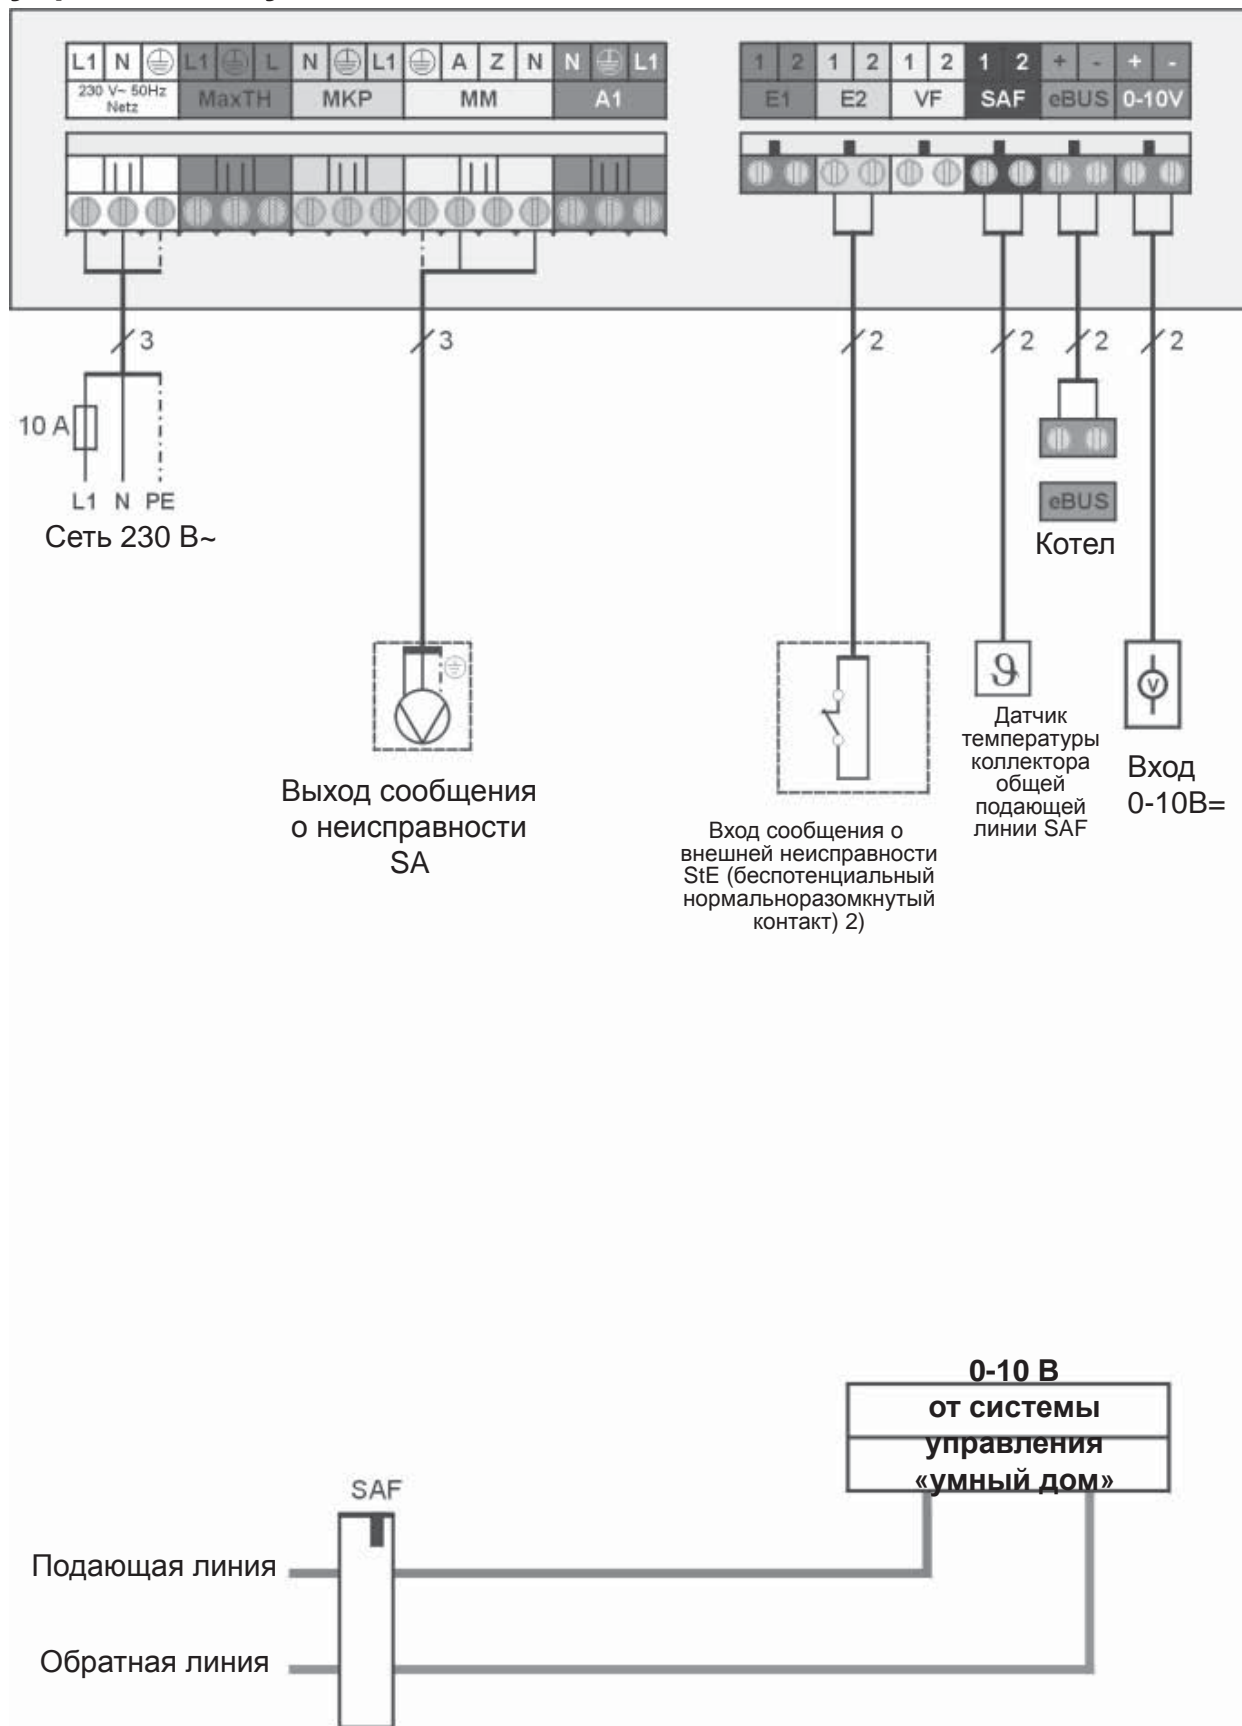 L1 N L1 L N L1 A Z N N L1
230 V~ 50Hz
Netz
MaxTH MKP MM A1
1 2 1 2 1 2 1 2 + - + -
E1 E2 VF SAF eBUS 0-10V
3
3
2
2
2
2
10 A
L1 N PE
Сеть 230 В~
eBUS
Котел
ϑ
V
Выход сообщения
о неисправности
SA
Вход сообщения о
внешней неисправности
StE (беспотенциальный
нормальноразомкнутый
контакт) 2)
Датчик
температуры
коллектора
общей
подающей
линии SAF
Вход
0-10В=
0-10 В
от системы
управления
«умный дом»
SAF
Подающая линия
Обратная линия